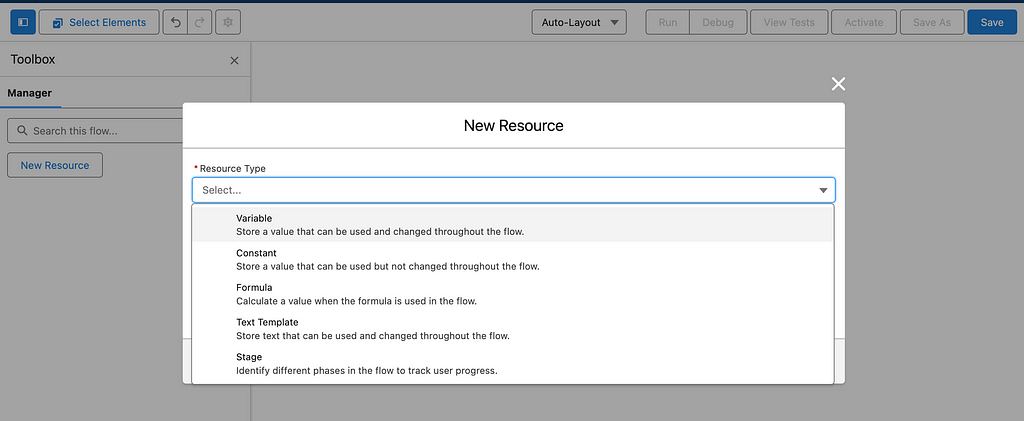 Select Elements
Auto-Layout
Run
Debug
View Tests
Activate
Save As
Save
Toolbox
Manager
Search this flow...
New Resource
New Resource
* Resource Type
Select...
Variable
Store a value that can be used and changed throughout the flow.
Constant
Store a value that can be used but not changed throughout the flow.
Formula
Calculate a value when the formula is used in the flow.
Text Template
Store text that can be used and changed throughout the flow.
Stage
Identify different phases in the flow to track user progress.